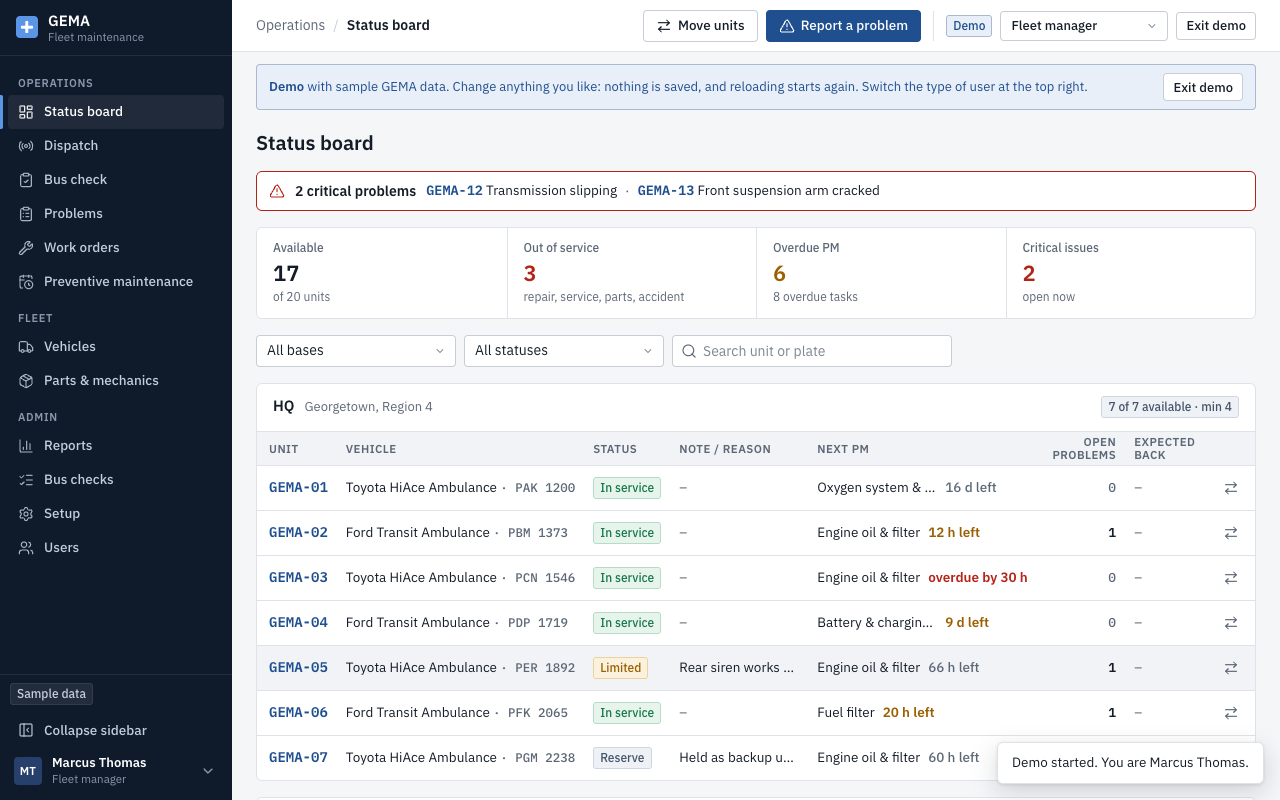 GEMA
Fleet maintenance
OPERATIONS
Status board
Dispatch
Bus check
Problems
Work orders
Preventive maintenance
FLEET
Vehicles
Parts & mechanics
ADMIN
Reports
Bus checks
Setup
Users
Sample data
Collapse sidebar
MT
Marcus Thomas
Fleet manager
Operations / Status board
Move units
Report a problem
Demo
Fleet manager
Exit demo
Demo with sample GEMA data. Change anything you like: nothing is saved, and reloading starts again. Switch the type of user at the top right.
Exit demo
Status board
2 critical problems GEMA-12 Transmission slipping · GEMA-13 Front suspension arm cracked
Available
17
of 20 units
Out of service
3
repair, service, parts, accident
Overdue PM
6
8 overdue tasks
Critical issues
2
open now
All bases
All statuses
Search unit or plate
HQ Georgetown, Region 4
7 of 7 available · min 4
UNIT VEHICLE STATUS NOTE / REASON NEXT PM OPEN PROBLEMS EXPECTED BACK
GEMA-01 Toyota HiAce Ambulance · PAK 1200 In service – Oxygen system & ... 16 d left 0 –
GEMA-02 Ford Transit Ambulance · PBM 1373 In service – Engine oil & filter 12 h left 1 –
GEMA-03 Toyota HiAce Ambulance · PCN 1546 In service – Engine oil & filter overdue by 30 h 0 –
GEMA-04 Ford Transit Ambulance · PDP 1719 In service – Battery & chargin... 9 d left 0 –
GEMA-05 Toyota HiAce Ambulance · PER 1892 Limited Rear siren works ... Engine oil & filter 66 h left 1 –
GEMA-06 Ford Transit Ambulance · PFK 2065 In service – Fuel filter 20 h left 1 –
GEMA-07 Toyota HiAce Ambulance · PGM 2238 Reserve Held as backup u... Engine oil & filter 60 h left
Demo started. You are Marcus Thomas.